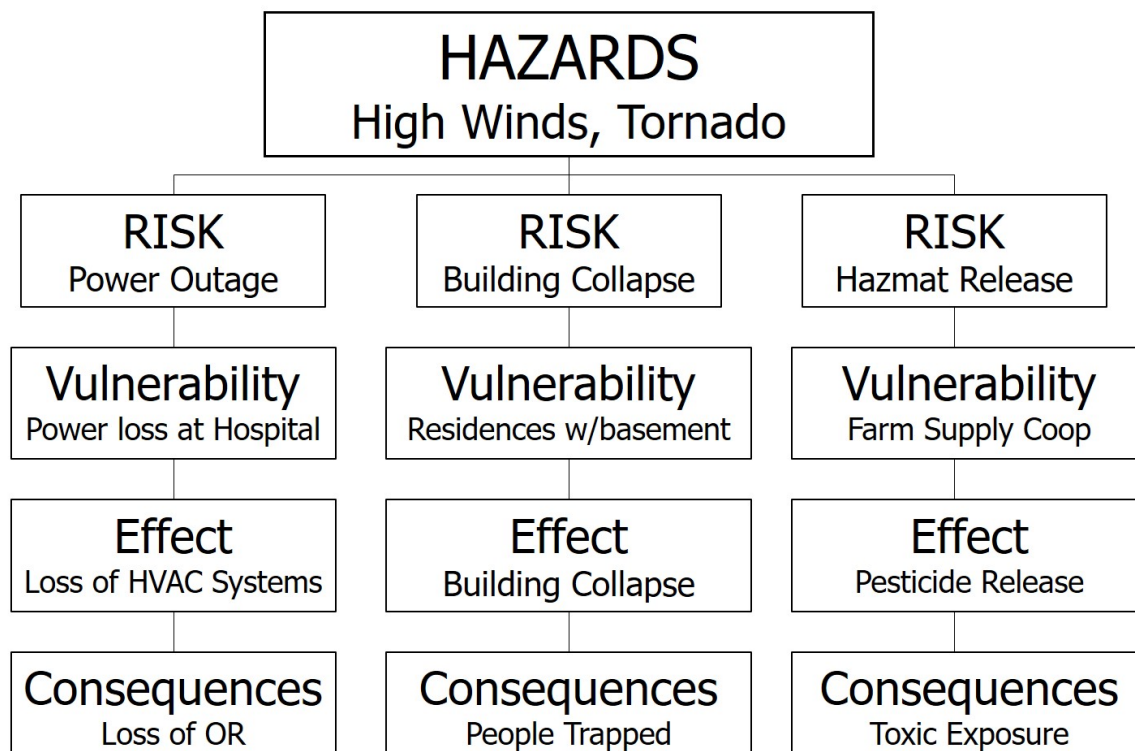 HAZARDS
High Winds, Tornado
RISK
Power Outage
RISK
Building Collapse
RISK
Hazmat Release
Vulnerability
Power loss at Hospital
Vulnerability
Residences w/basement
Vulnerability
Farm Supply Coop
Effect
Loss of HVAC Systems
Effect
Building Collapse
Effect
Pesticide Release
Consequences
Loss of OR
Consequences
People Trapped
Consequences
Toxic Exposure